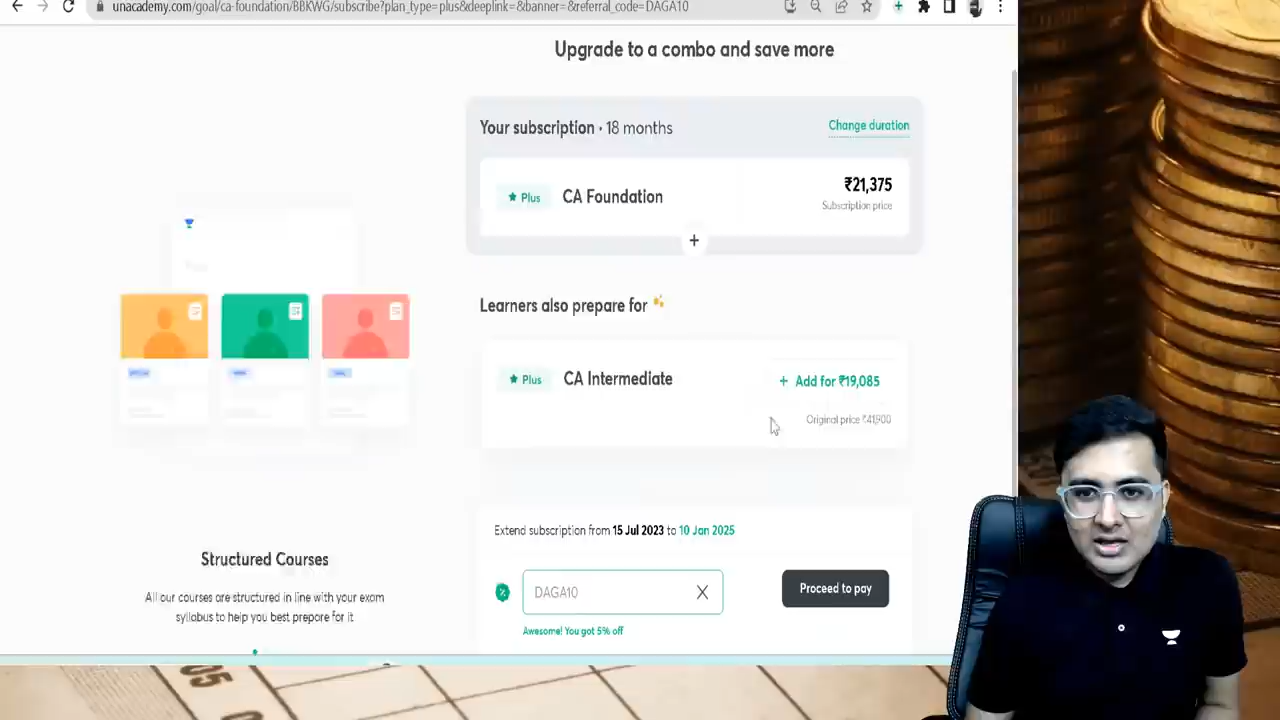 unacademy.com/goal/ca-foundation/BBKWG/subscribe?plan_type=plus&deeplink=&banner=&referral_code=DAGA10
Upgrade to a combo and save more
Your subscription • 18 months
Change duration
Plus
CA Foundation
₹21,375
Subscription price
+
Learners also prepare for
Plus
CA Intermediate
+ Add for ₹19,085
Original price
Extend subscription from 15 Jul 2023 to 10 Jan 2025
DAGA10
X
Proceed to pay
Awesome! You got 5% off
Structured Courses
All our courses are structured in line with your exam
syllabus to help you best prepare for it
05